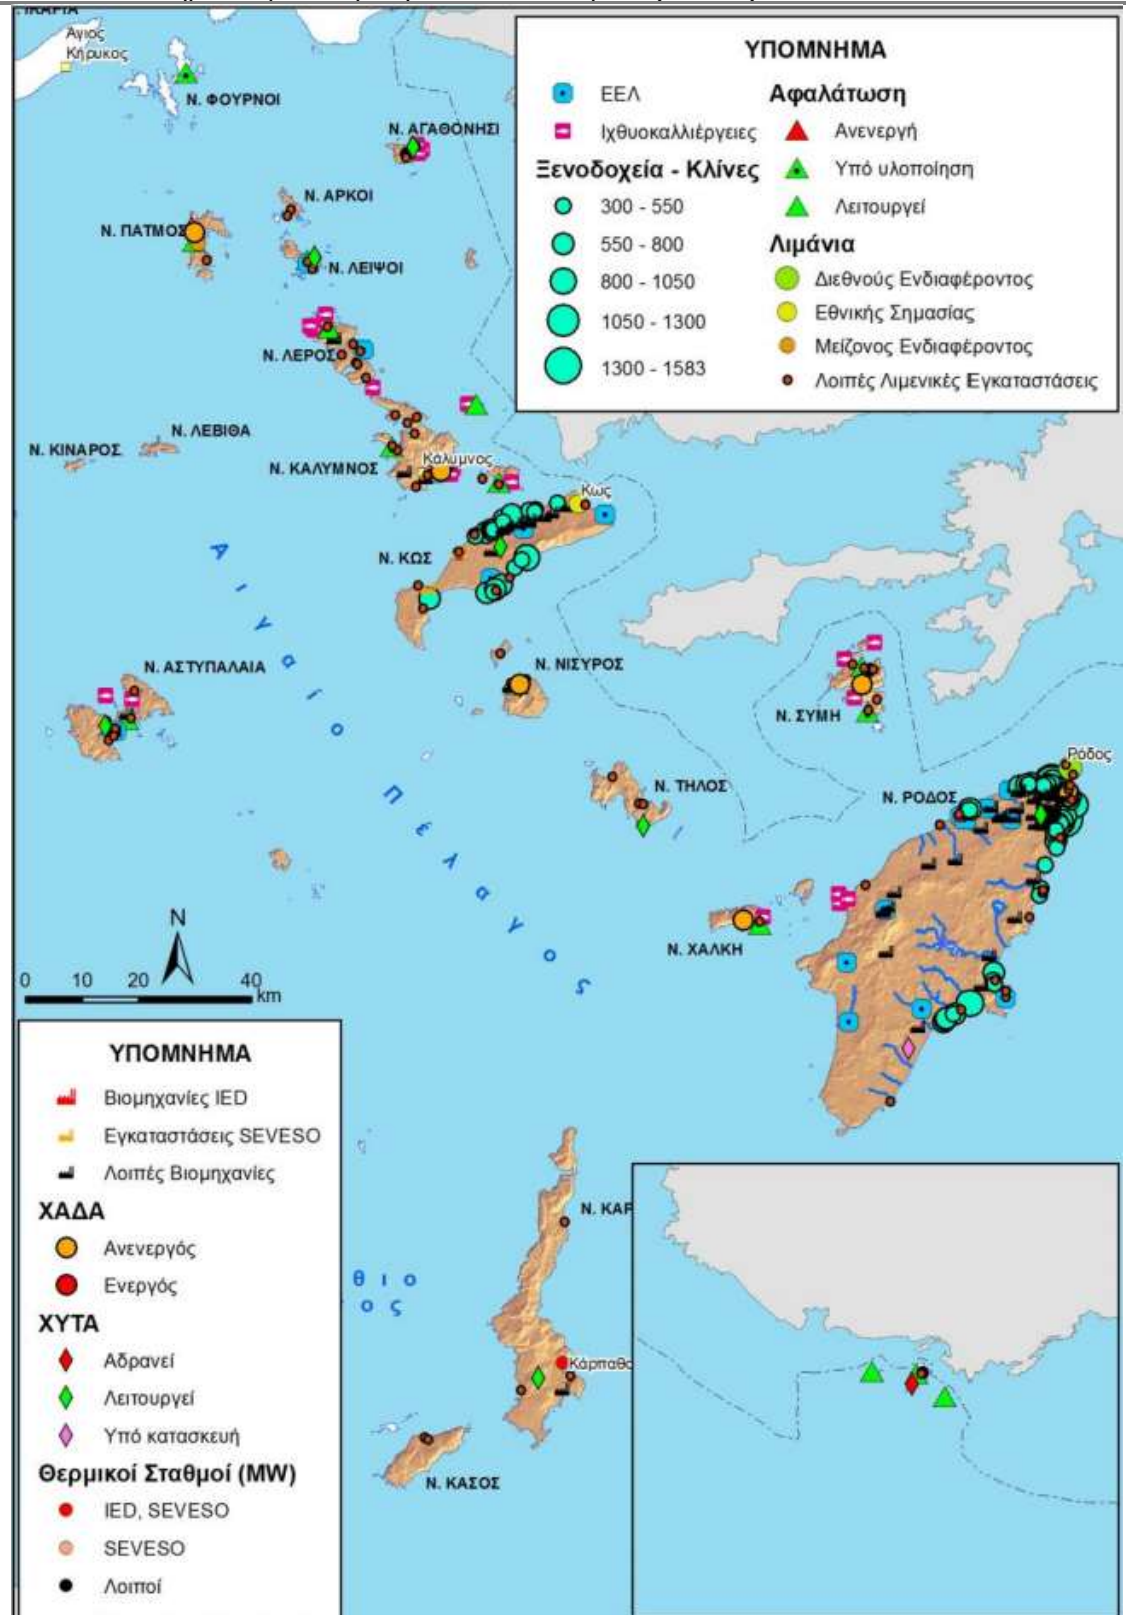 ΙΚΑΡΙΑ
Άγιος
Κήρυκος
Ν. ΦΟΥΡΝΟΙ
Ν. ΑΓΑΘΟΝΗΣΙ
Ν. ΑΡΚΟΙ
Ν. ΠΑΤΜΟΣ
Ν. ΛΕΙΨΟΙ
Ν. ΛΕΡΟΣ
Ν. ΛΕΒΙΘΑ
Ν. ΚΙΝΑΡΟΣ
Ν. ΚΑΛΥΜΝΟΣ
Κάλυμνος
Κως
Ν. ΚΩΣ
Ν. ΑΣΤΥΠΑΛΑΙΑ
Ν. ΝΙΣΥΡΟΣ
Ν. ΣΥΜΗ
Ν. ΤΗΛΟΣ
Ρόδος
Ν. ΡΟΔΟΣ
Ν. ΧΑΛΚΗ
Αιγαίο Πέλαγος
Ν. ΚΑΡ
θιο
ος
Κάρπαθο
Ν. ΚΑΣΟΣ
N
0 10 20 40
km
ΥΠΟΜΝΗΜΑ
ΕΕΛ
Ιχθυοκαλλιέργειες
Ξενοδοχεία - Κλίνες
300 - 550
550 - 800
800 - 1050
1050 - 1300
1300 - 1583
Αφαλάτωση
Ανενεργή
Υπό υλοποίηση
Λειτουργεί
Λιμάνια
Διεθνούς Ενδιαφέροντος
Εθνικής Σημασίας
Μείζονος Ενδιαφέροντος
Λοιπές Λιμενικές Εγκαταστάσεις
ΥΠΟΜΝΗΜΑ
Βιομηχανίες IED
Εγκαταστάσεις SEVESO
Λοιπές Βιομηχανίες
ΧΑΔΑ
Ανενεργός
Ενεργός
ΧΥΤΑ
Αδρανεί
Λειτουργεί
Υπό κατασκευή
Θερμικοί Σταθμοί (MW)
IED, SEVESO
SEVESO
Λοιποί